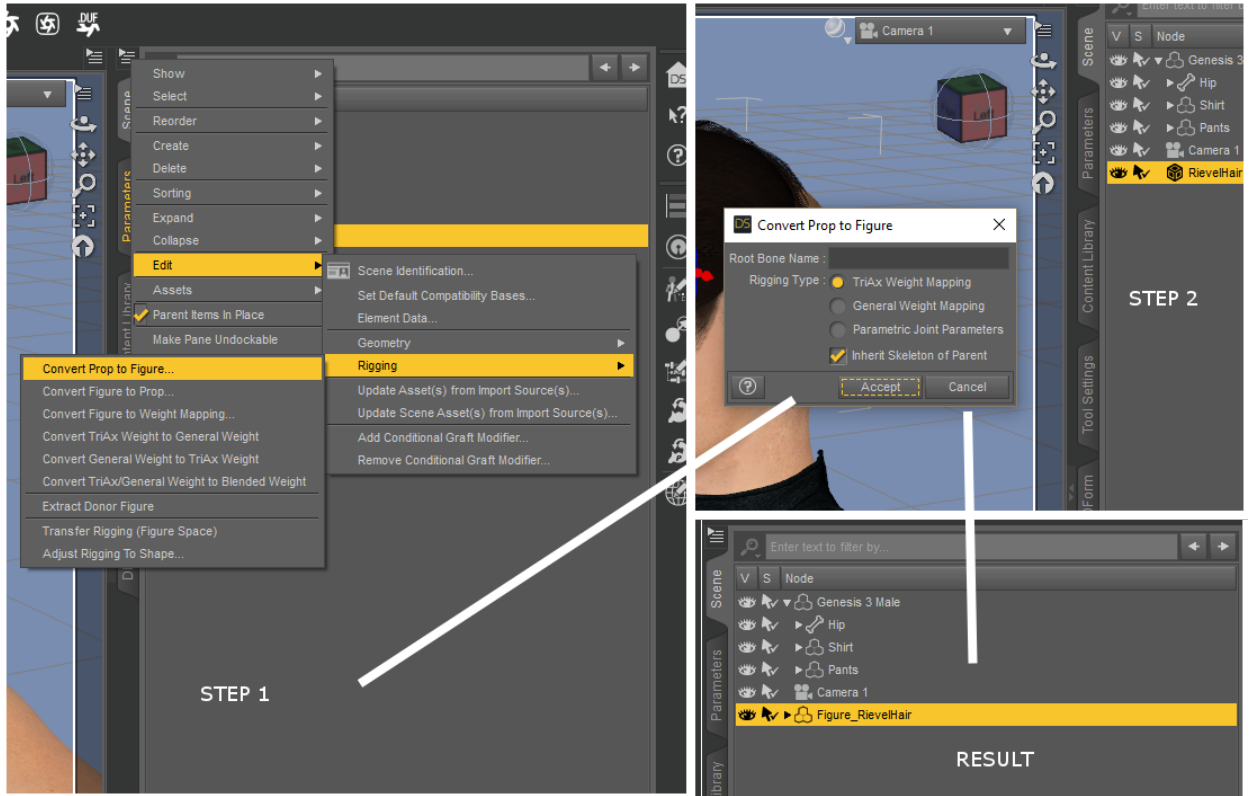 DUF
Show
Select
Reorder
Create
Delete
Sorting
Expand
Collapse
Edit
Assets
Parent Items In Place
Make Pane Undockable
Scene
Parameters
Left
DS
Scene Identification...
Set Default Compatibility Bases...
Element Data...
Geometry
Rigging
Update Asset(s) from Import Source(s)...
Update Scene Asset(s) from Import Source(s)...
Add Conditional Graft Modifier...
Remove Conditional Graft Modifier...
Convert Prop to Figure...
Convert Figure to Prop...
Convert Figure to Weight Mapping...
Convert TriAx Weight to General Weight
Convert General Weight to TriAx Weight
Convert TriAx/General Weight to Blended Weight
Extract Donor Figure
Transfer Rigging (Figure Space)
Adjust Rigging To Shape...
STEP 1
Camera 1
Left
Scene
Parameters
Content Library
Tool Settings
Enter text to filter b
V S Node
Genesis 3
Hip
Shirt
Pants
Camera 1
RievelHair
DS Convert Prop to Figure
Root Bone Name :
Rigging Type :
TriAx Weight Mapping
General Weight Mapping
Parametric Joint Parameters
Inherit Skeleton of Parent
Accept Cancel
STEP 2
Enter text to filter by...
Scene
Parameters
V S Node
Genesis 3 Male
Hip
Shirt
Pants
Camera 1
Figure_RievelHair
RESULT